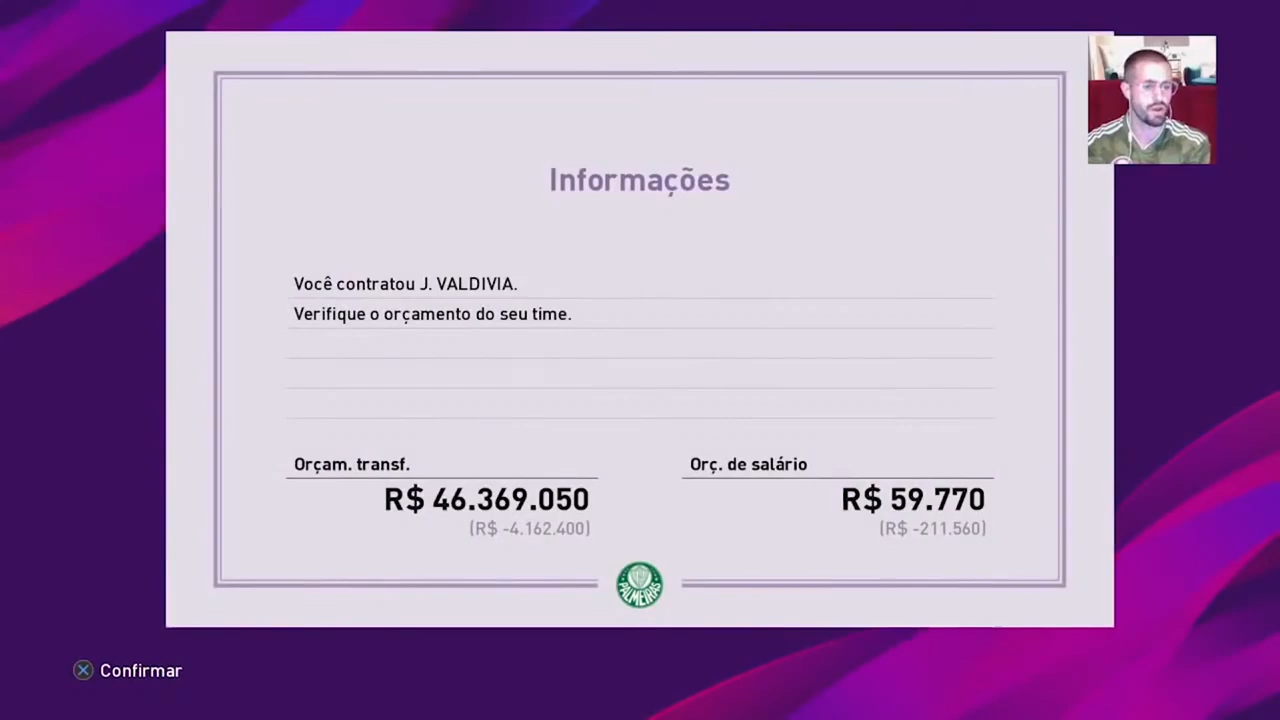 Informações
Você contratou J. VALDIVIA.
Verifique o orçamento do seu time.
Orçam. transf.
R$ 46.369.050
(R$ -4.162.400)
Orç. de salário
R$ 59.770
(R$ -211.560)
PALMEIRAS
Confirmar